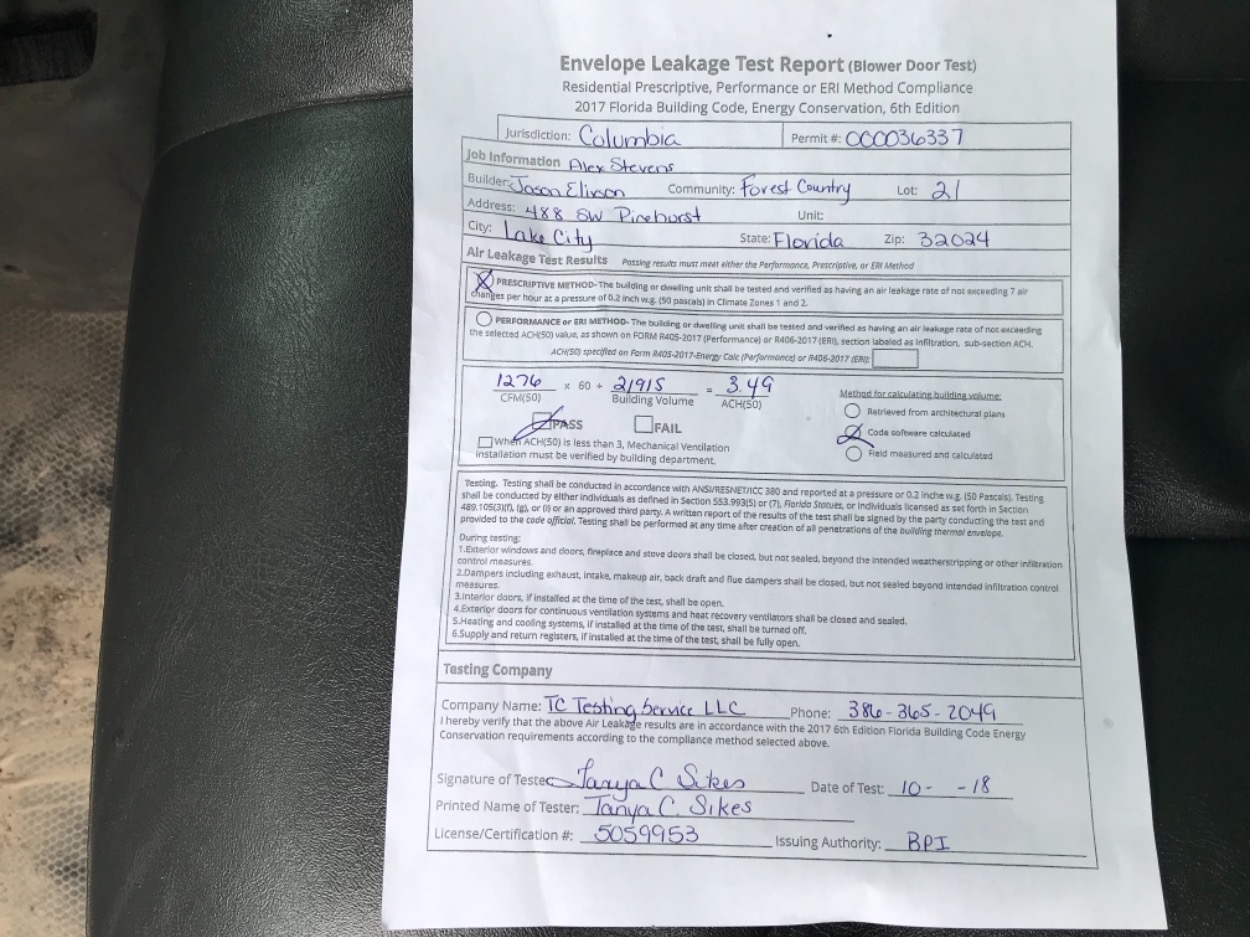 Envelope Leakage Test Report (Blower Door Test)
Residential Prescriptive, Performance or ERI Method Compliance
2017 Florida Building Code, Energy Conservation, 6th Edition
Jurisdiction: Columbia Permit #: 000036337
Job Information Alex Stevens
Builder: Jason Elixson Community: Forest Country Lot: 21
Address: 488 SW Pinehurst Unit:
City: Lake City State: Florida Zip: 32024
Air Leakage Test Results Passing results must meet either the Performance, Prescriptive, or ERI Method
PRESCRIPTIVE METHOD- The building or dwelling unit shall be tested and verified as having an air leakage rate of not exceeding 7 air
changes per hour at a pressure of 0.2 inch w.g. (50 pascals) in Climate Zones 1 and 2.
PERFORMANCE or ERI METHOD- The building or dwelling unit shall be tested and verified as having an air leakage rate of not exceeding
the selected ACH(50) value, as shown on FORM R405-2017 (Performance) or R406-2017 (ERI), section labeled as infiltration, sub-section ACH.
ACH(50) specified on Form R405-2017-Energy Calc (Performance) or R406-2017 (ERI):
1276 x 60 ÷ 21915 = 3.49
CFM(50) Building Volume ACH(50)
PASS FAIL
When ACH(50) is less than 3, Mechanical Ventilation
installation must be verified by building department.
Method for calculating building volume:
Retrieved from architectural plans
Code software calculated
Field measured and calculated
Testing. Testing shall be conducted in accordance with ANSI/RESNET/ICC 380 and reported at a pressure or 0.2 inche w.g. (50 Pascals). Testing
shall be conducted by either individuals as defined in Section 553.993(5) or (7), Florida Statues, or individuals licensed as set forth in Section
489.105(3)(f), (g), or (i) or an approved third party. A written report of the results of the test shall be signed by the party conducting the test and
provided to the code official. Testing shall be performed at any time after creation of all penetrations of the building thermal envelope.
During testing:
1.Exterior windows and doors, fireplace and stove doors shall be closed, but not sealed, beyond the intended weatherstripping or other infiltration
control measures.
2.Dampers including exhaust, intake, makeup air, back draft and flue dampers shall be closed, but not sealed beyond intended infiltration control
measures.
3.Interior doors, if installed at the time of the test, shall be open.
4.Exterior doors for continuous ventilation systems and heat recovery ventilators shall be closed and sealed.
5.Heating and cooling systems, if installed at the time of the test, shall be turned off.
6.Supply and return registers, if installed at the time of the test, shall be fully open.
Testing Company
Company Name: TC Testing Service LLC Phone: 386-365-2049
I hereby verify that the above Air Leakage results are in accordance with the 2017 6th Edition Florida Building Code Energy
Conservation requirements according to the compliance method selected above.
Signature of Tester: Tanya C Sikes Date of Test: 10- -18
Printed Name of Tester: Tanya C. Sikes
License/Certification #: 5059953 Issuing Authority: BPI